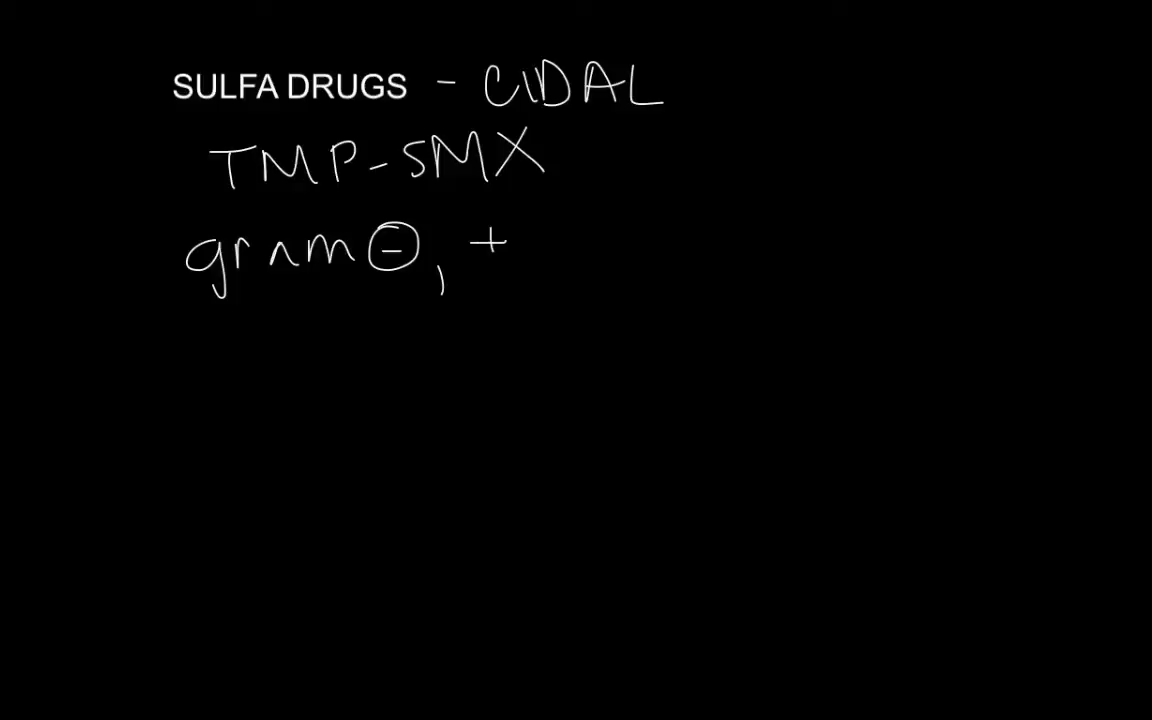 SULFA DRUGS - CIDAL
TMP-SMX
gram ⊖, +